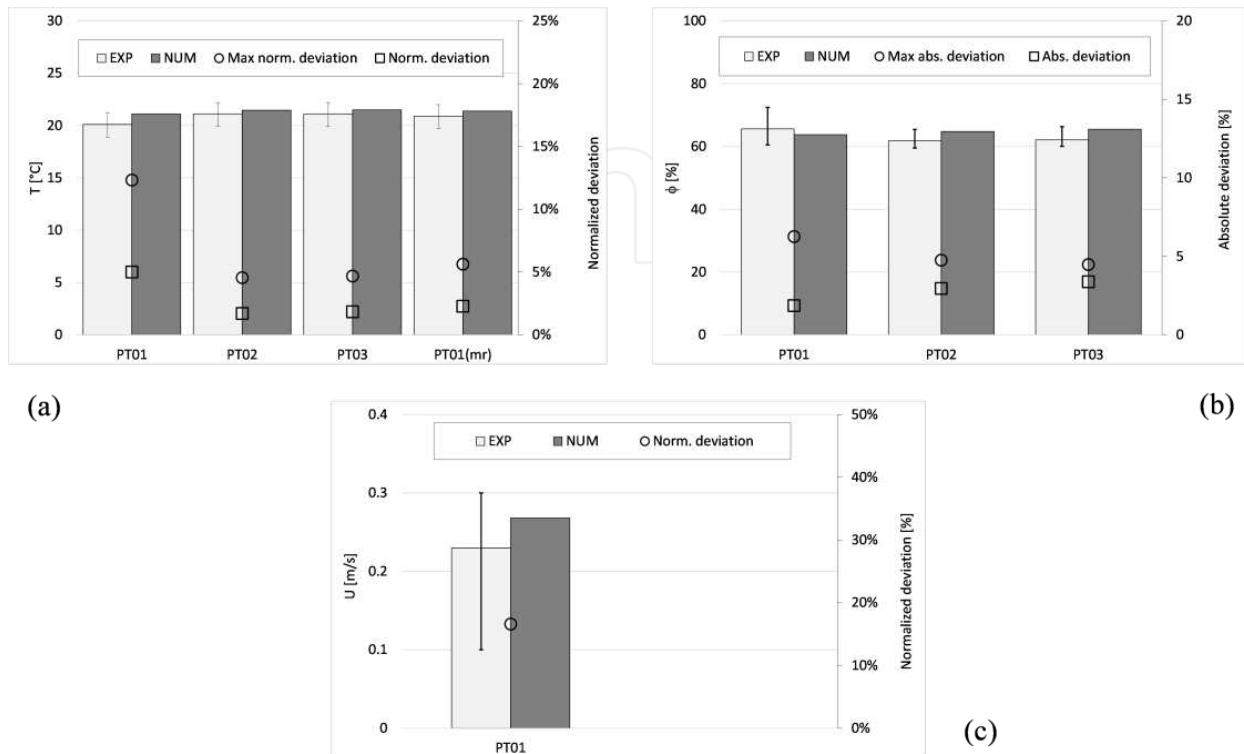 30
25
20
15
10
5
0
T [°C]
EXP NUM Max norm. deviation Norm. deviation
25%
20%
15%
10%
5%
0%
Normalized deviation
PT01 PT02 PT03 PT01(mr)
(a)
100
80
60
40
20
0
ϕ [%]
EXP NUM Max abs. deviation Abs. deviation
20
15
10
5
0
Absolute deviation [%]
PT01 PT02 PT03
(b)
0.4
0.3
0.2
0.1
0
U [m/s]
EXP NUM Norm. deviation
50%
40%
30%
20%
10%
0%
Normalized deviation [%]
PT01
(c)